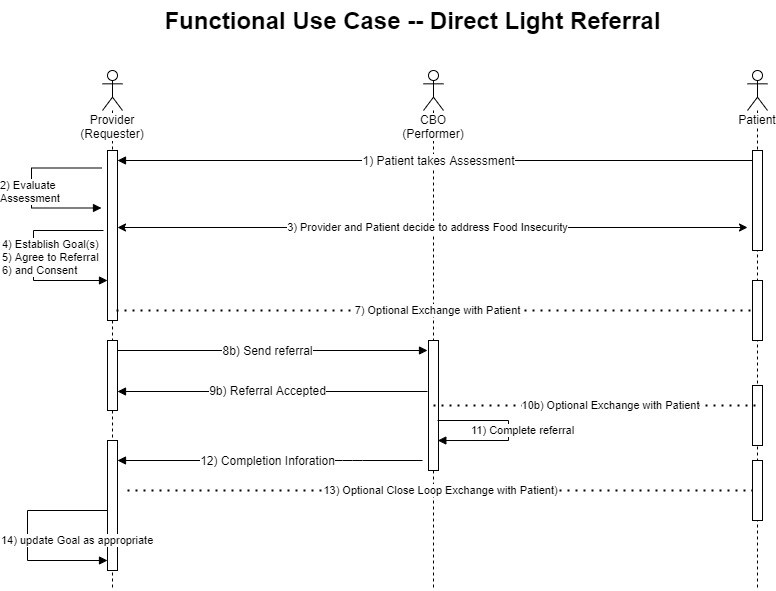 Functional Use Case -- Direct Light Referral
Provider
(Requester)
CBO
(Performer)
Patient
1) Patient takes Assessment
2) Evaluate
Assessment
3) Provider and Patient decide to address Food Insecurity
4) Establish Goal(s)
5) Agree to Referral
6) and Consent
7) Optional Exchange with Patient
8b) Send referral
9b) Referral Accepted
10b) Optional Exchange with Patient
11) Complete referral
12) Completion Inforation
13) Optional Close Loop Exchange with Patient)
14) update Goal as appropriate